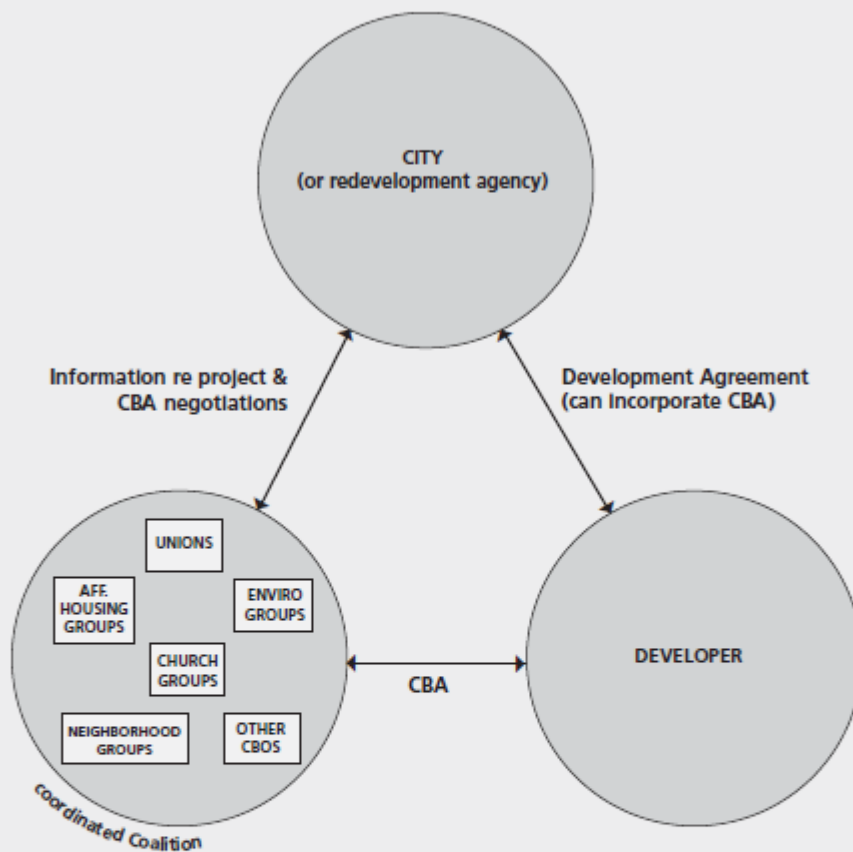 CITY
(or redevelopment agency)
Information re project &
CBA negotiations
Development Agreement
(can incorporate CBA)
UNIONS
AFF.
HOUSING
GROUPS
ENVIRO
GROUPS
CHURCH
GROUPS
NEIGHBORHOOD
GROUPS
OTHER
CBOS
coordinated Coalition
CBA
DEVELOPER